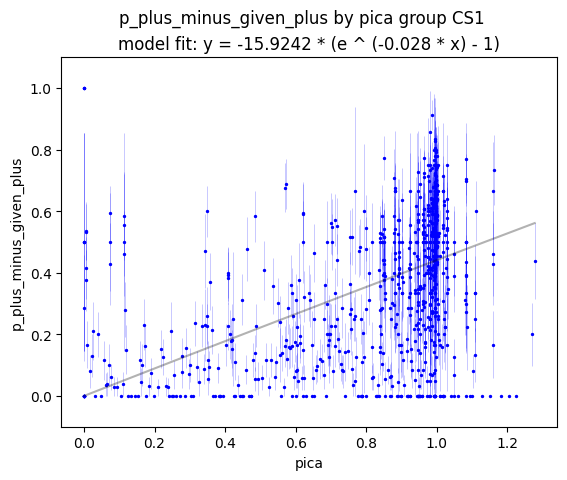 p_plus_minus_given_plus by pica group CS1
model fit: y = -15.9242 * (e ^ (-0.028 * x) - 1)
1.0
0.8
0.6
0.4
0.2
0.0
p_plus_minus_given_plus
0.0 0.2 0.4 0.6 0.8 1.0 1.2
pica